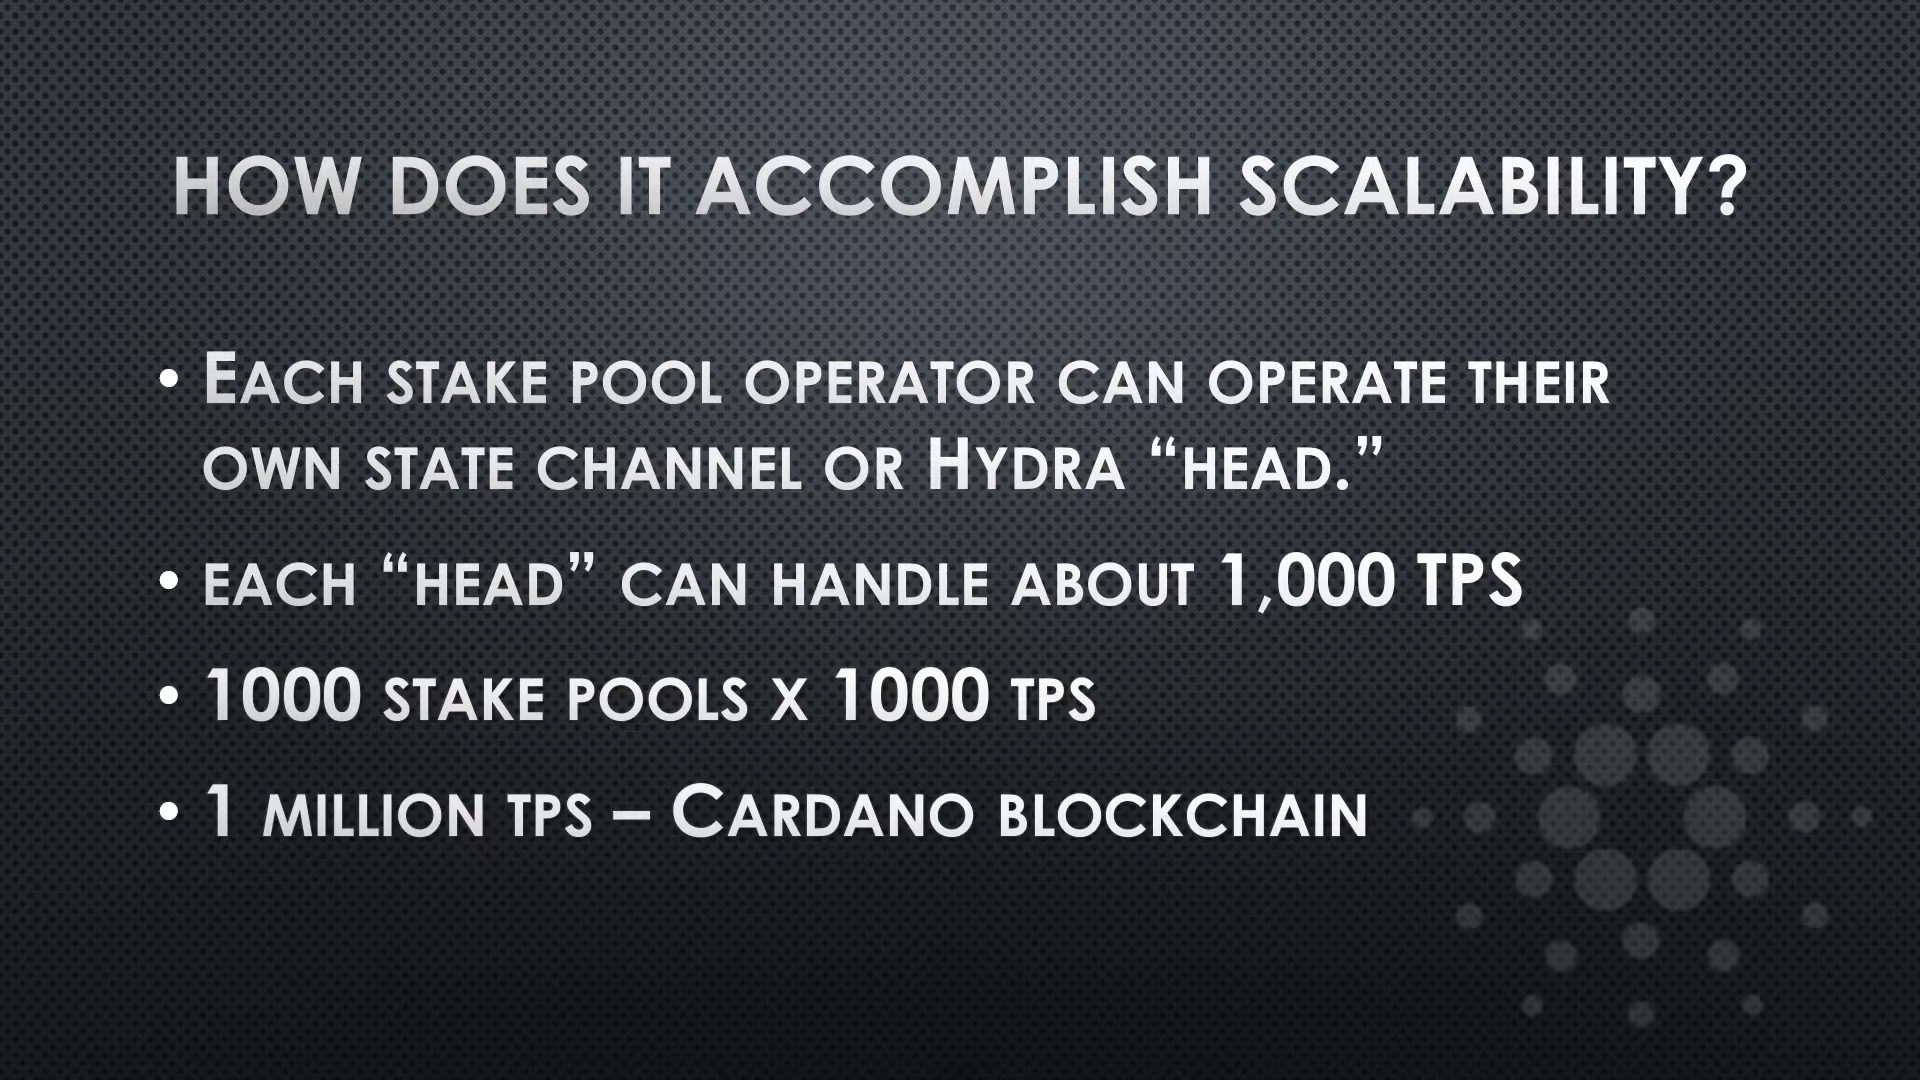 HOW DOES IT ACCOMPLISH SCALABILITY?
• EACH STAKE POOL OPERATOR CAN OPERATE THEIR
OWN STATE CHANNEL OR HYDRA “HEAD.”
• EACH “HEAD” CAN HANDLE ABOUT 1,000 TPS
• 1000 STAKE POOLS X 1000 TPS
• 1 MILLION TPS – CARDANO BLOCKCHAIN